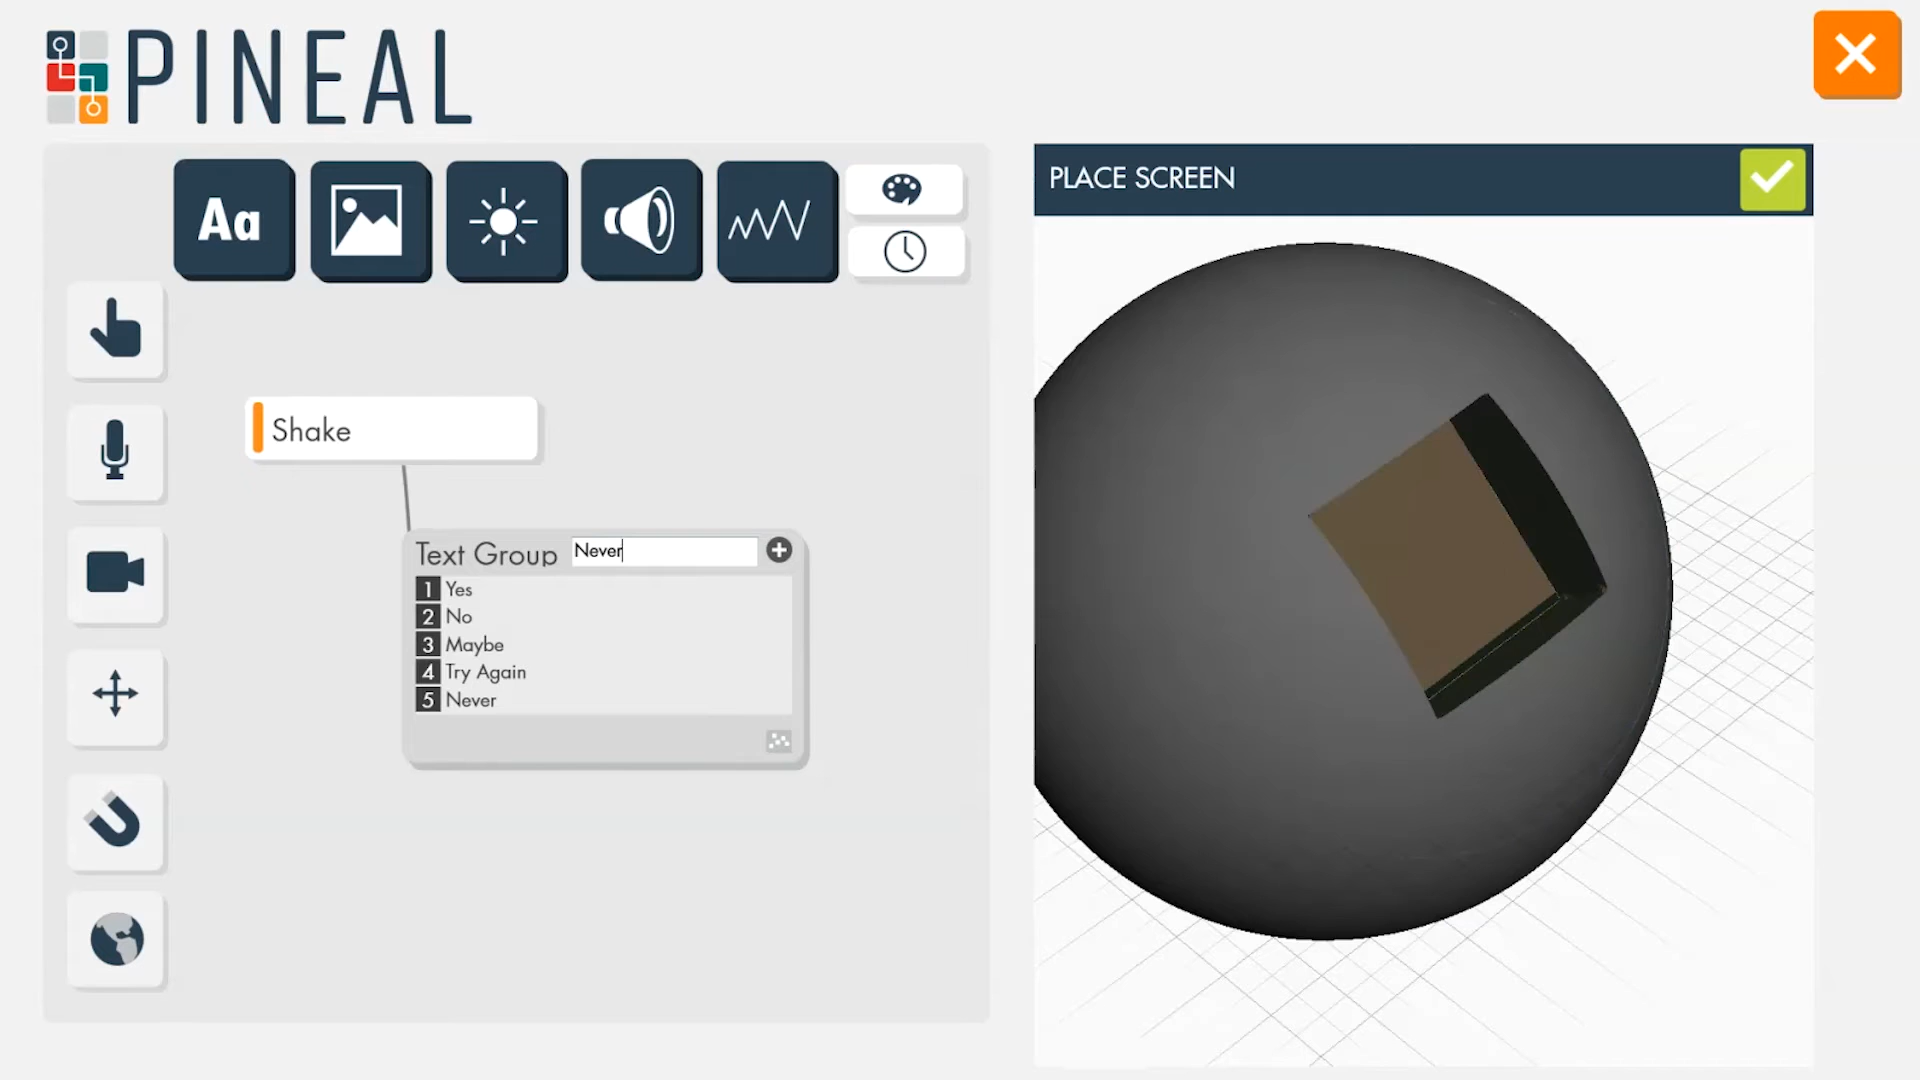 PINEAL
Aa
PLACE SCREEN
Shake
Text Group Never
1 Yes
2 No
3 Maybe
4 Try Again
5 Never